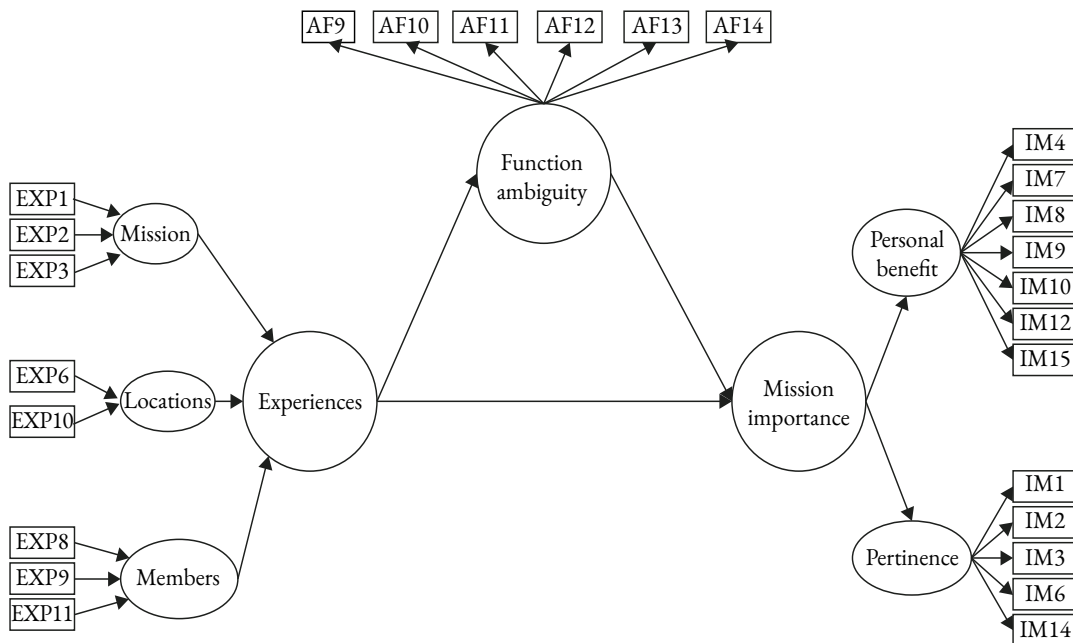 AF9
AF10
AF11
AF12
AF13
AF14
Function
ambiguity
EXP1
EXP2
EXP3
Mission
EXP6
EXP10
Locations
EXP8
EXP9
EXP11
Members
Experiences
Mission
importance
Personal
benefit
IM4
IM7
IM8
IM9
IM10
IM12
IM15
Pertinence
IM1
IM2
IM3
IM6
IM14